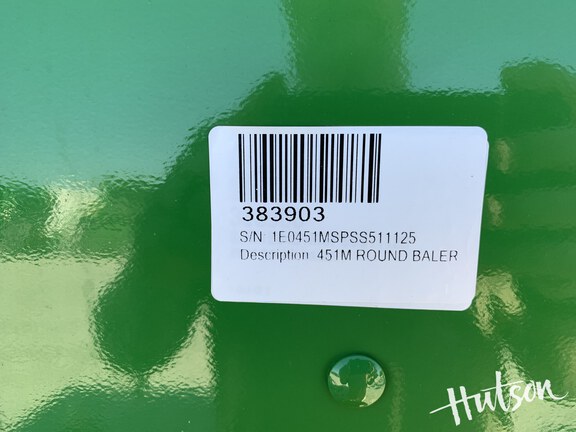 383903
S/N: 1E0451MSPSS511125
Description: 451M ROUND BALER
Hutson